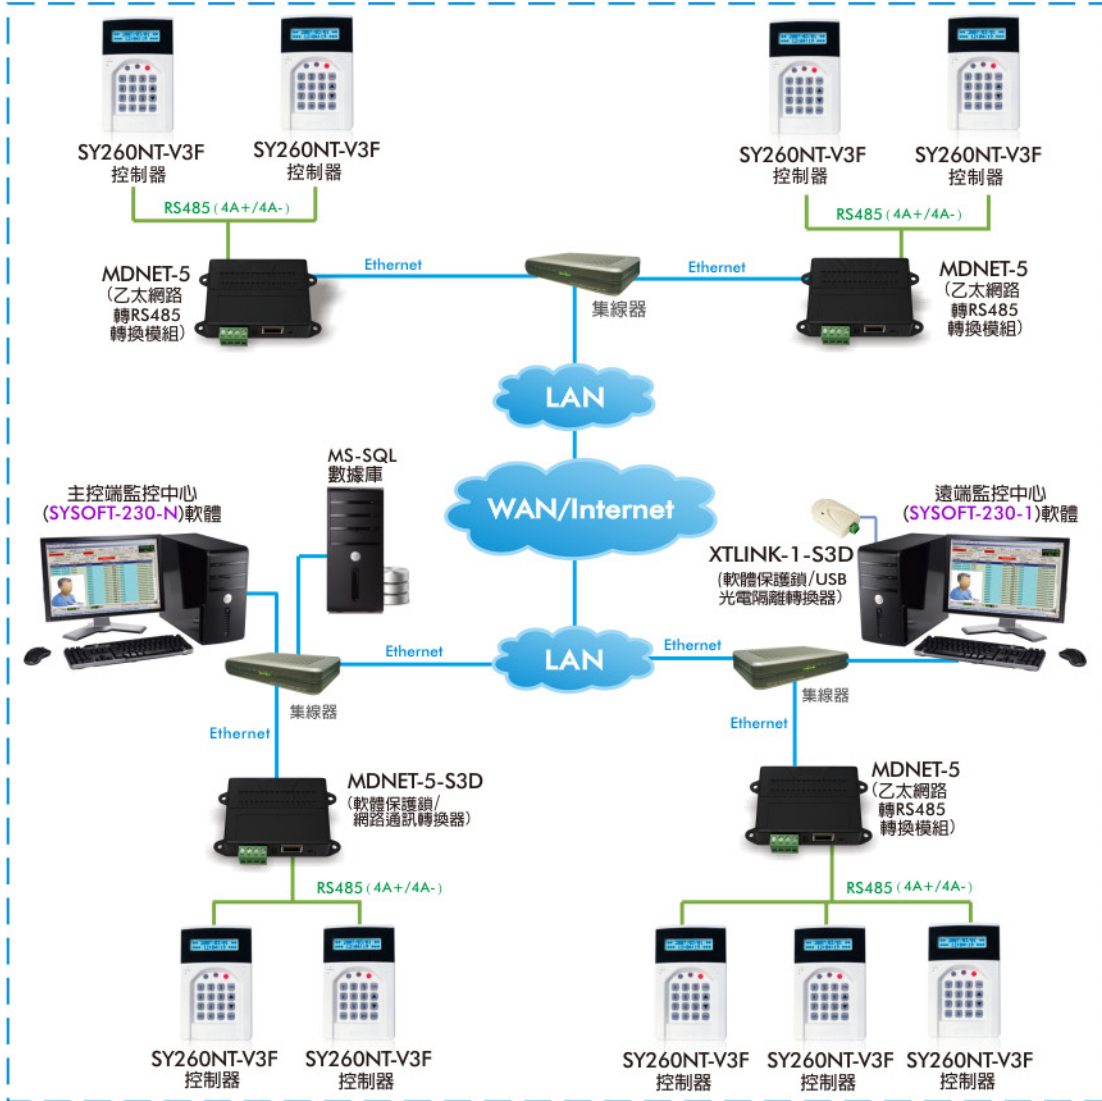 SY260NT-V3F
控制器
SY260NT-V3F
控制器
SY260NT-V3F
控制器
SY260NT-V3F
控制器
RS485 (4A+/4A-)
RS485 (4A+/4A-)
MDNET-5
(乙太網路
轉RS485
轉換模組)
Ethernet
集線器
Ethernet
MDNET-5
(乙太網路
轉RS485
轉換模組)
LAN
WAN/Internet
主控端監控中心
(SYSOFT-230-N)軟體
MS-SQL
數據庫
遠端監控中心
(SYSOFT-230-1)軟體
XTLINK-1-S3D
(軟體保護鎖/USB
光電隔離轉換器)
Ethernet
LAN
Ethernet
集線器
集線器
Ethernet
Ethernet
MDNET-5-S3D
(軟體保護鎖/
網路通訊轉換器)
MDNET-5
(乙太網路
轉RS485
轉換模組)
RS485 (4A+/4A-)
RS485 (4A+/4A-)
SY260NT-V3F
控制器
SY260NT-V3F
控制器
SY260NT-V3F
控制器
SY260NT-V3F
控制器
SY260NT-V3F
控制器